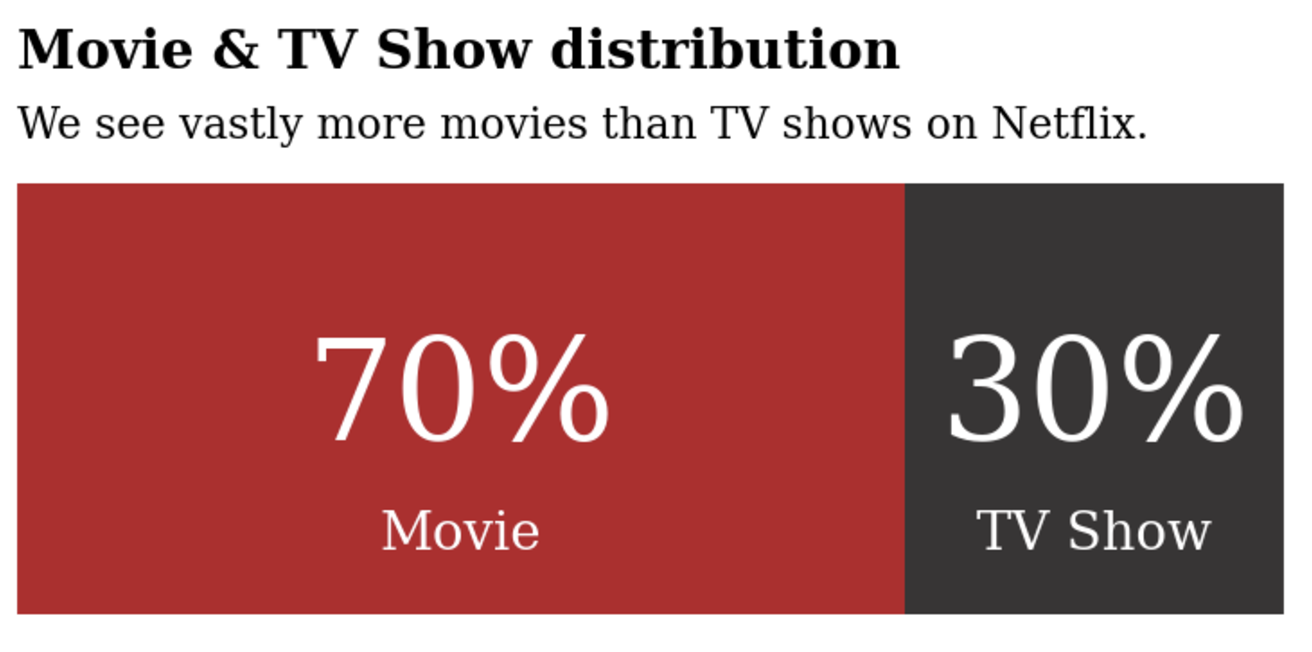 Movie & TV Show distribution
We see vastly more movies than TV shows on Netflix.
70% 30%
Movie TV Show